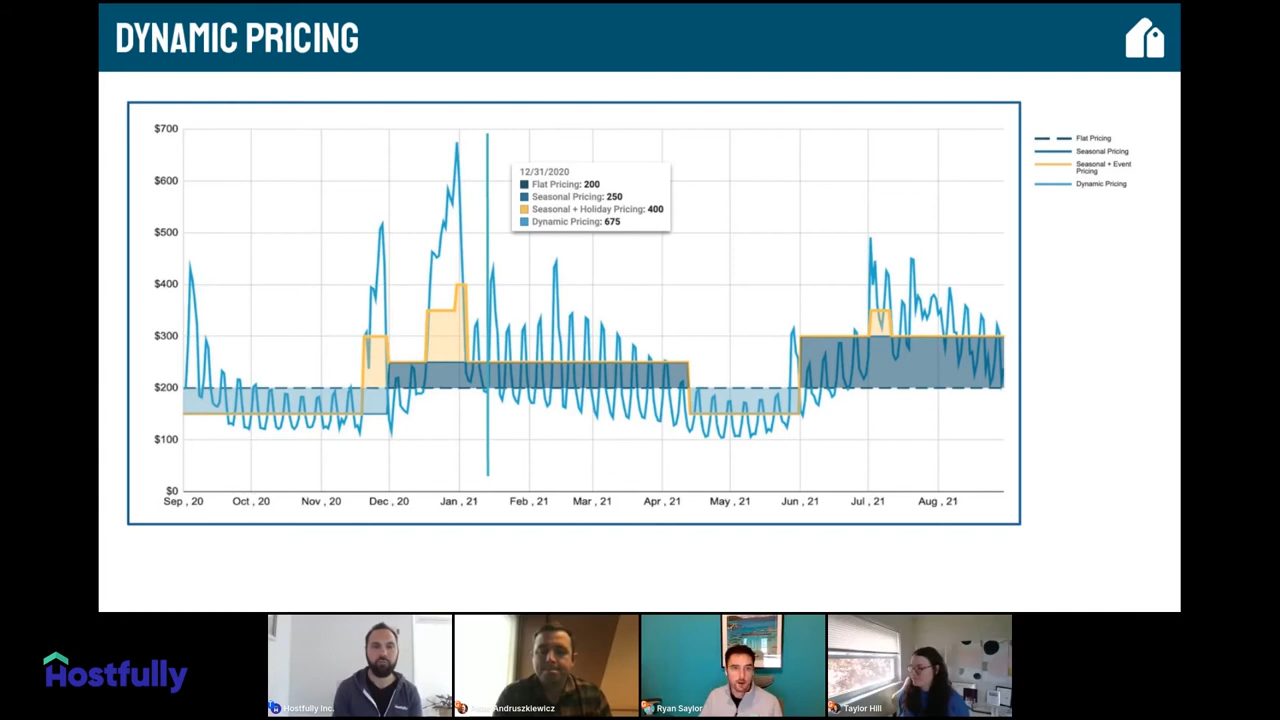 DYNAMIC PRICING
$700
$600
$500
$400
$300
$200
$100
$0
12/31/2020
Flat Pricing: 200
Seasonal Pricing: 250
Seasonal + Holiday Pricing: 400
Dynamic Pricing: 675
Flat Pricing
Seasonal Pricing
Seasonal + Event
Pricing
Dynamic Pricing
Sep , 20 Oct , 20 Nov , 20 Dec , 20 Jan , 21 Feb , 21 Mar , 21 Apr , 21 May , 21 Jun , 21 Jul , 21 Aug , 21
Hostfully
Hostfully Inc.
Andruszkiewicz
Ryan Saylor
Taylor Hill